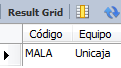 Result Grid
Código Equipo
MALA Unicaja